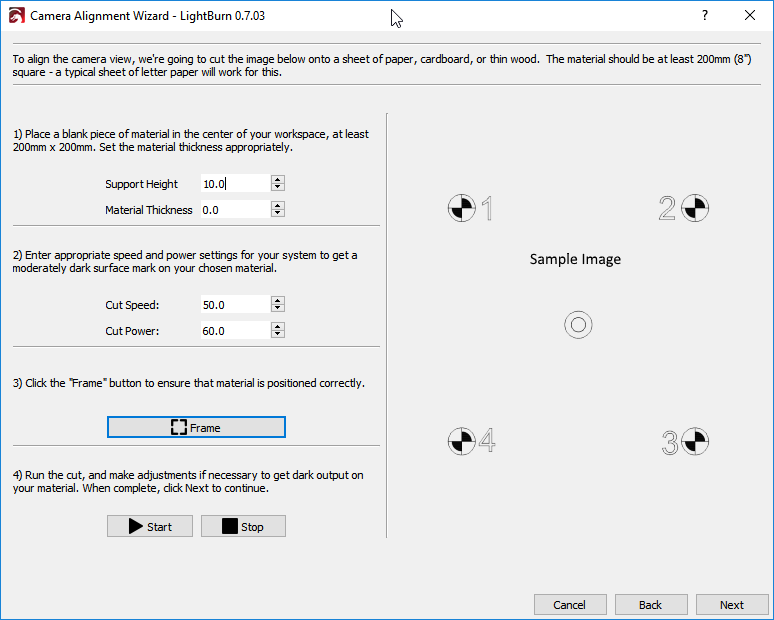 Camera Alignment Wizard - LightBurn 0.7.03
?
To align the camera view, we're going to cut the image below onto a sheet of paper, cardboard, or thin wood. The material should be at least 200mm (8")
square - a typical sheet of letter paper will work for this.
1) Place a blank piece of material in the center of your workspace, at least
200mm x 200mm. Set the material thickness appropriately.
Support Height 10.0
Material Thickness 0.0
2) Enter appropriate speed and power settings for your system to get a
moderately dark surface mark on your chosen material.
Cut Speed: 50.0
Cut Power: 60.0
3) Click the "Frame" button to ensure that material is positioned correctly.
Frame
4) Run the cut, and make adjustments if necessary to get dark output on
your material. When complete, click Next to continue.
Start Stop
1 2
Sample Image
4 3
Cancel Back Next